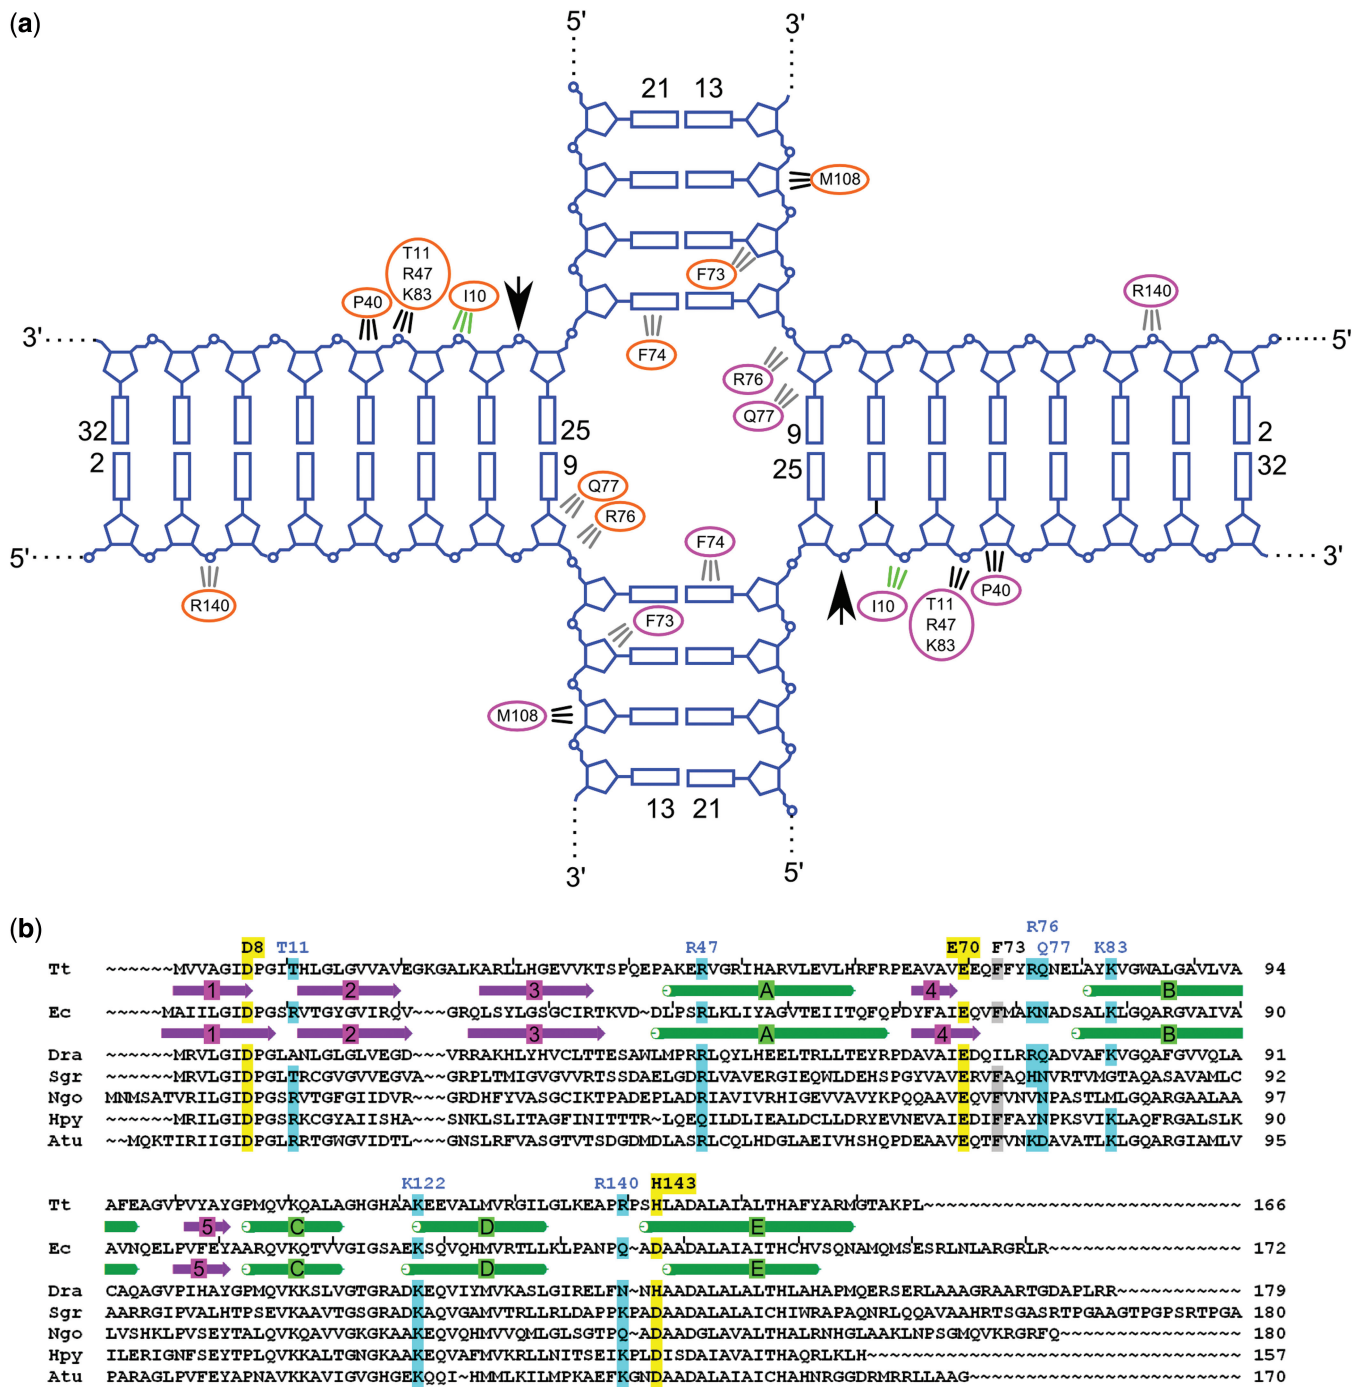 (a)
5'
3'
21 13
M108
T11
R47
K83
F73
R140
P40
I10
3'
5'
F74
R76
Q77
32
25
9
2
2
9
25
32
Q77
R76
F74
5'
3'
R140
P40
I10
T11
R47
K83
F73
M108
13 21
3'
5'
(b)
R76
D8 T11 R47 E70 F73 Q77 K83
Tt ~~~~~~MVVAGIDPGITHLGLGVVAVEGKGALKARLLHGEVVKTSPQEPAKERVGRIHARVLEVLHRFRPEAVAVEEQFFYRQNELAYKVGWALGAVLVA 94
1 2 3 A 4 B
Ec ~~~~~MAIILGIDPGSRVTGYGVIRQV~~~GRQLSYLGSGCIRTKVD~DLPSRLKLIYAGVTEIITQFQPDYFAIEQVFMAKNADSALKLGQARGVAIVA 90
1 2 3 A 4 B
Dra ~~~~~~MRVLGIDPGLANLGLGLVEGD~~~VRRAKHLYHVCLTTESAWLMPRRLQYLHEELTRLLTEYRPDAVAIEDQILRRQADVAFKVGQAFGVVQLA 91
Sgr ~~~~~~MRVLGIDPGLTRCGVGVVEGVA~~GRPLTMIGVGVVRTSSDAELGDRLVAVERGIEQWLDEHSPGYVAVERVFAQHNVRTVMGTAQASAVAMLC 92
Ngo MNMSATVRILGIDPGSRVTGFGIIDVR~~~GRDHFYVASGCIKTPADEPLADRIAVIVRHIGEVVAVYKPQQAAVEQVFVNVNPASTLMLGQARGAALAA 97
Hpy ~~~~~~MRILGIDPGSRKCGYAIISHA~~~SNKLSLITAGFINITTTR~LQEQILDLIEALDCLLDRYEVNEVAIEDIFFAYNPKSVIKLAQFRGALSLK 90
Atu ~~MQKTIRIIGIDPGLRRTGWGVIDTL~~~GNSLRFVASGTVTSDGDMDLASRLCQLHDGLAEIVHSHQPDEAAVEQTFVNKDAVATLKLGQARGIAMLV 95
K122 R140 H143
Tt AFEAGVPVYAYGPMQVKQALAGHGHAAKEEVALMVRGILGLKEAPRPSHLADALAIALTHAFYARMGTAKPL~~~~~~~~~~~~~~~~~~~~~~~~~~~~ 166
5 C D E
Ec AVNQELPVFEYAARQVKQTVVGIGSAEKSQVQHMVRTLLKLPANPQ~ADAADALAIAITHCHVSQNAMQMSESRLNLARGRLR~~~~~~~~~~~~~~~~~ 172
5 C D E
Dra CAQAGVPIHAYGPMQVKKSLVGTGRADKEQVIYMVKASLGIRELFN~NHAADALALALTHLAHAPMQERSERLAAAGRAARTGDAPLRR~~~~~~~~~~~ 179
Sgr AARRGIPVALHTPSEVKAAVTGSGRADKAQVGAMVTRLLRLDAPPKPADAADALALAICHIWRAPAQNRLQQAVAAHRTSGASRTPGAAGTPGPSRTPGA 180
Ngo LVSHKLPVSEYTALQVKQAVVGKGKAAKEQVQHMVVQMLGLSGTPQ~ADAADGLAVALTHALRNHGLAAKLNPSGMQVKRGRFQ~~~~~~~~~~~~~~~~ 180
Hpy ILERIGNFSEYTPLQVKKALTGNGKAAKEQVAFMVKRLLNITSEIKPLDISDAIAVAITHAQRLKLH~~~~~~~~~~~~~~~~~~~~~~~~~~~~~~~~~ 157
Atu PARAGLPVFEYAPNAVKKAVIGVGHGEKQQI~HMMLKILMPKAEFKGNDAADALAIAICHAHNRGGDRMRRLLAAG~~~~~~~~~~~~~~~~~~~~~~~~ 170